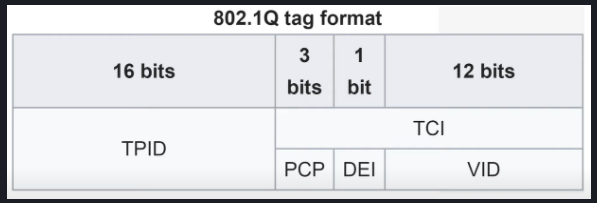 802.1Q tag format
16 bits
3 bits
1 bit
12 bits
TPID
TCI
PCP
DEI
VID